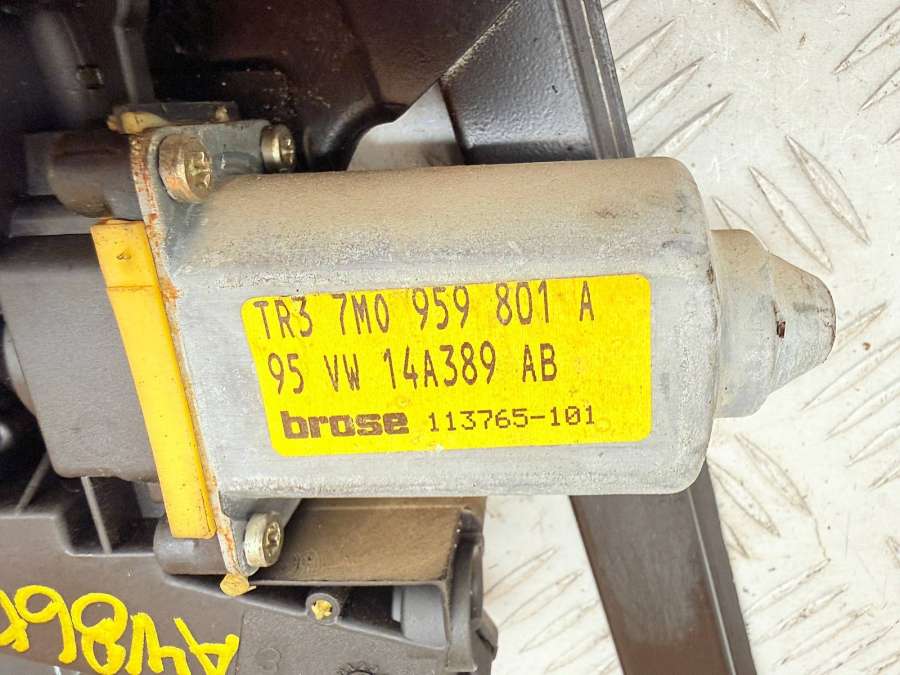 TR3 7M0 959 801 A
95 VW 14A389 AB
brose 113765-101